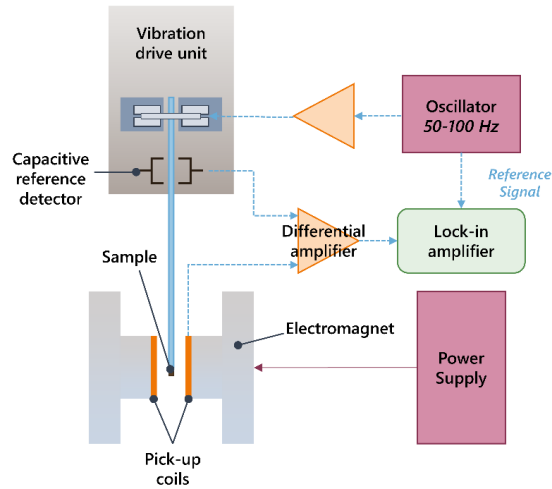 Vibration
drive unit
Oscillator
50-100 Hz
Capacitive
reference
detector
Reference
Signal
Differential
amplifier
Lock-in
amplifier
Sample
Electromagnet
Power
Supply
Pick-up
coils